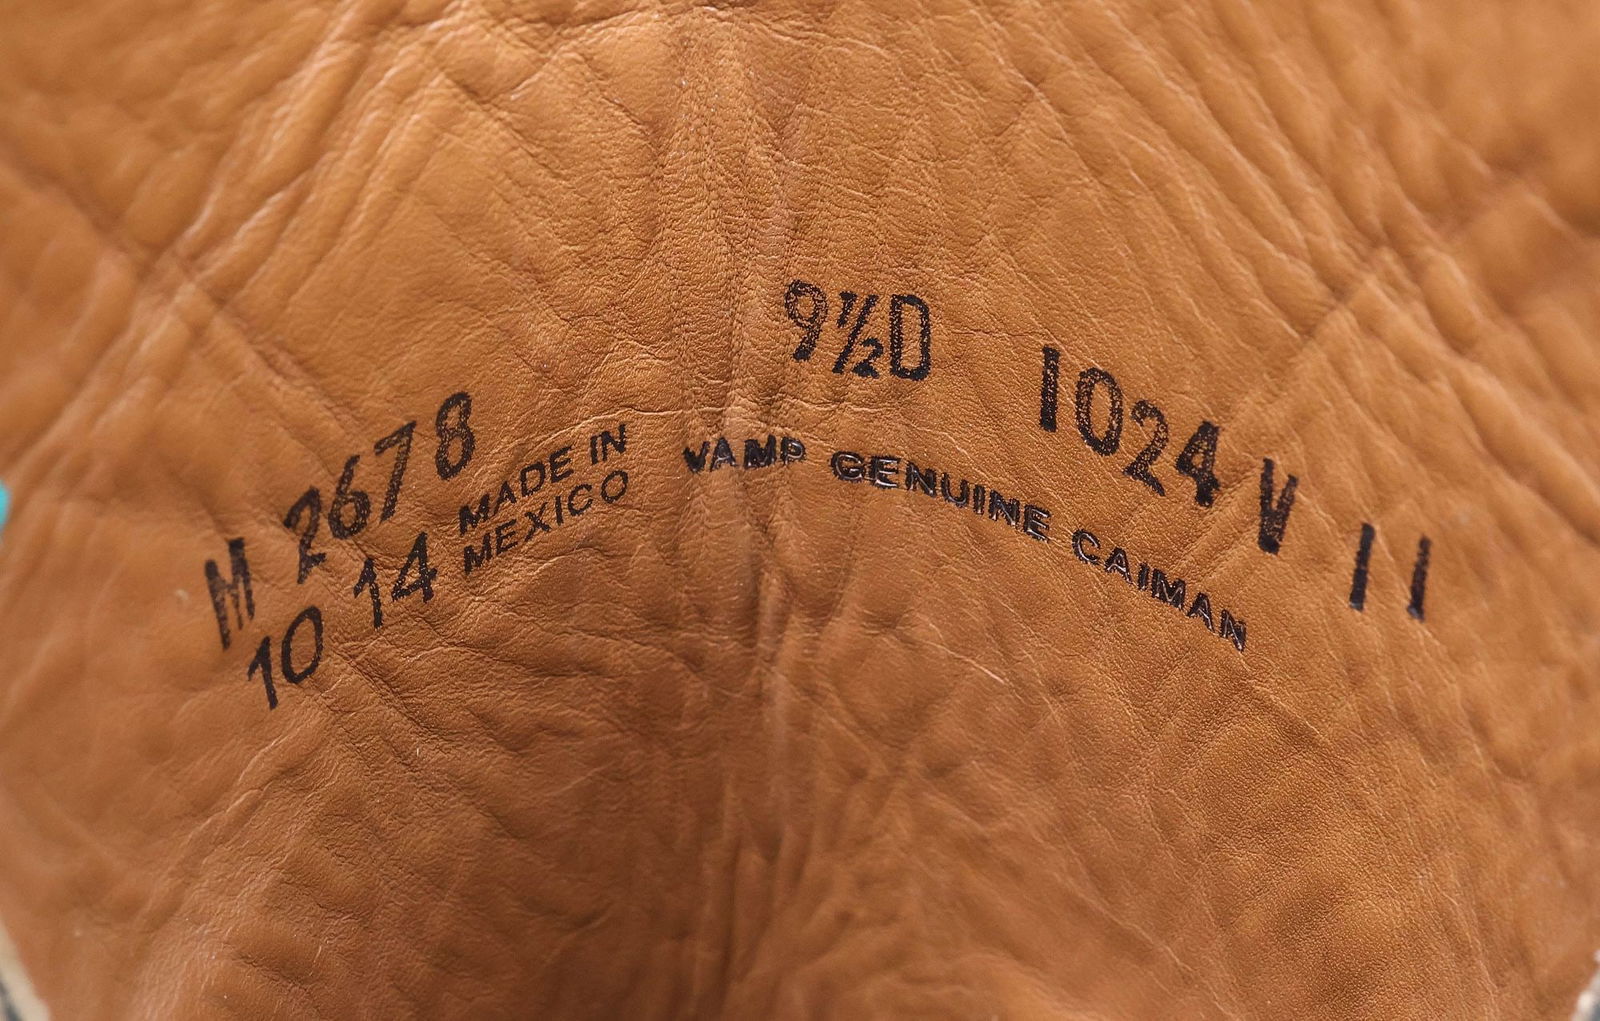 M 2678 9½D 1024 V 11
10 14 MADE IN
MEXICO
VAMP GENUINE CAIMAN